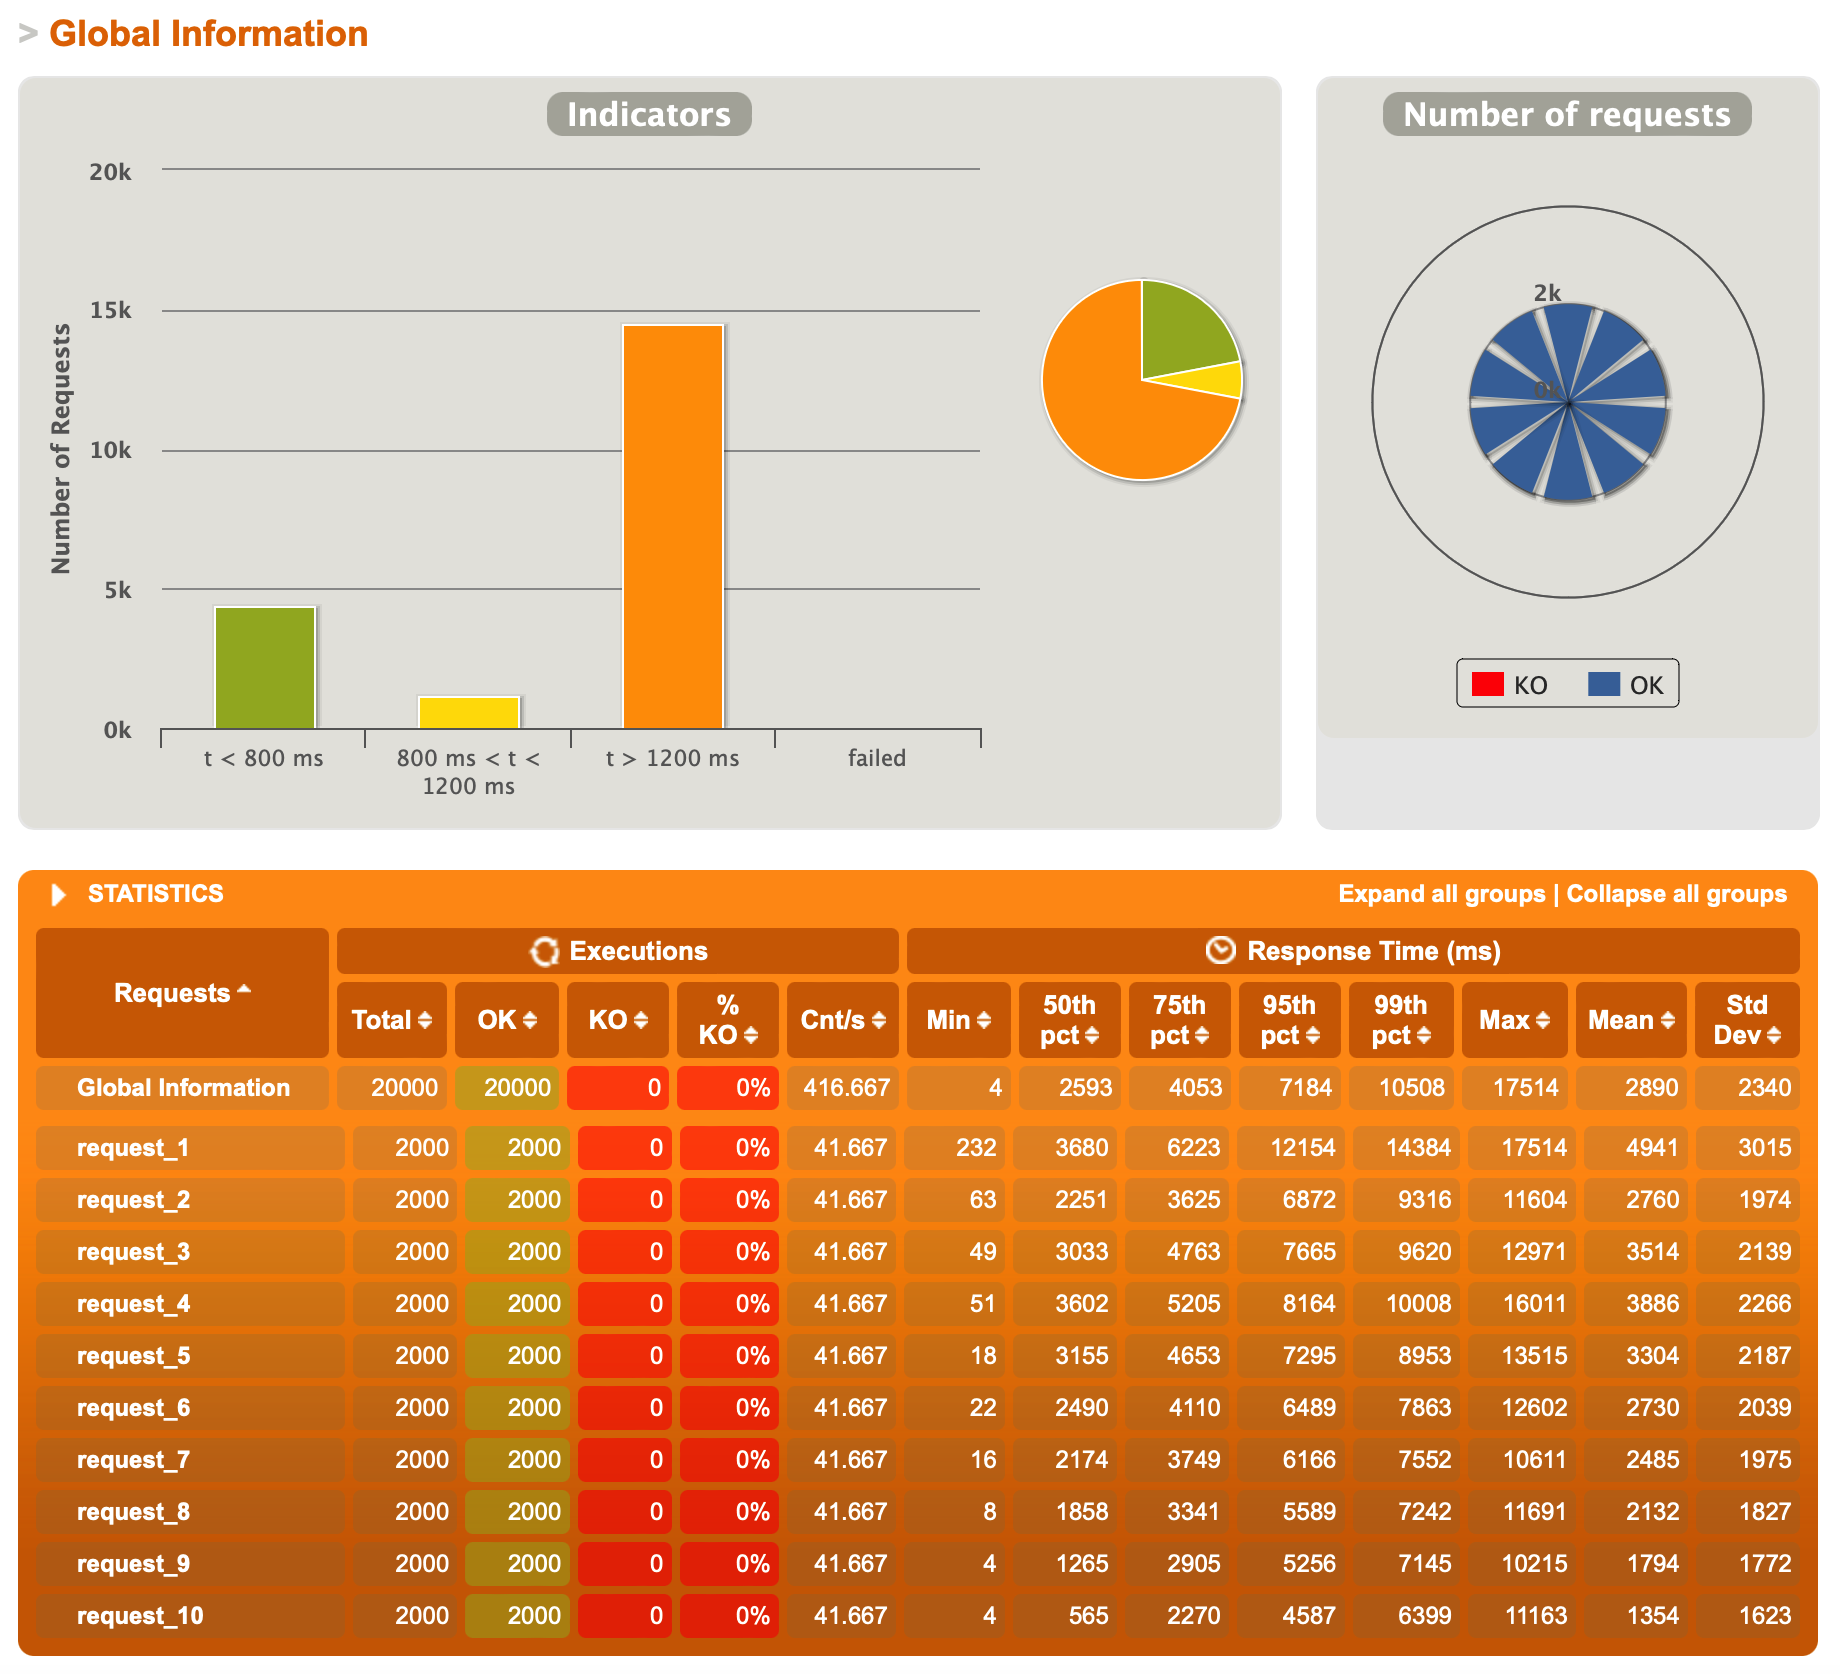 > Global Information
Indicators
Number of Requests
20k
15k
10k
5k
0k
t < 800 ms
800 ms < t <
1200 ms
t > 1200 ms
failed
Number of requests
2k
0k
KO OK
STATISTICS
Expand all groups | Collapse all groups
Requests Executions Response Time (ms)
Total OK KO % KO Cnt/s Min 50th pct 75th pct 95th pct 99th pct Max Mean Std Dev
Global Information 20000 20000 0 0% 416.667 4 2593 4053 7184 10508 17514 2890 2340
request_1 2000 2000 0 0% 41.667 232 3680 6223 12154 14384 17514 4941 3015
request_2 2000 2000 0 0% 41.667 63 2251 3625 6872 9316 11604 2760 1974
request_3 2000 2000 0 0% 41.667 49 3033 4763 7665 9620 12971 3514 2139
request_4 2000 2000 0 0% 41.667 51 3602 5205 8164 10008 16011 3886 2266
request_5 2000 2000 0 0% 41.667 18 3155 4653 7295 8953 13515 3304 2187
request_6 2000 2000 0 0% 41.667 22 2490 4110 6489 7863 12602 2730 2039
request_7 2000 2000 0 0% 41.667 16 2174 3749 6166 7552 10611 2485 1975
request_8 2000 2000 0 0% 41.667 8 1858 3341 5589 7242 11691 2132 1827
request_9 2000 2000 0 0% 41.667 4 1265 2905 5256 7145 10215 1794 1772
request_10 2000 2000 0 0% 41.667 4 565 2270 4587 6399 11163 1354 1623